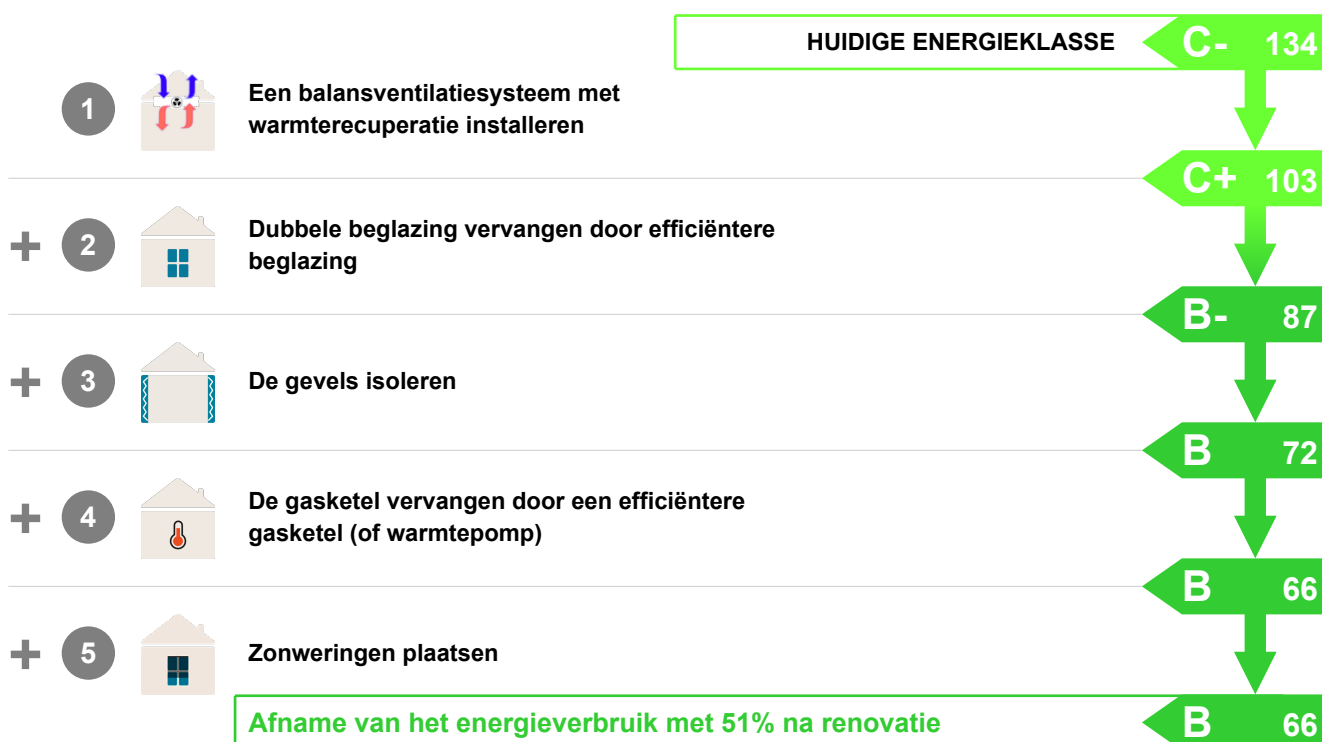 HUIDIGE ENERGIEKLASSE C- 134
1 Een balansventilatiesysteem met
warmterecuperatie installeren
C+ 103
+ 2 Dubbele beglazing vervangen door efficiëntere
beglazing
B- 87
+ 3 De gevels isoleren
B 72
+ 4 De gasketel vervangen door een efficiëntere
gasketel (of warmtepomp)
B 66
+ 5 Zonweringen plaatsen
Afname van het energieverbruik met 51% na renovatie B 66